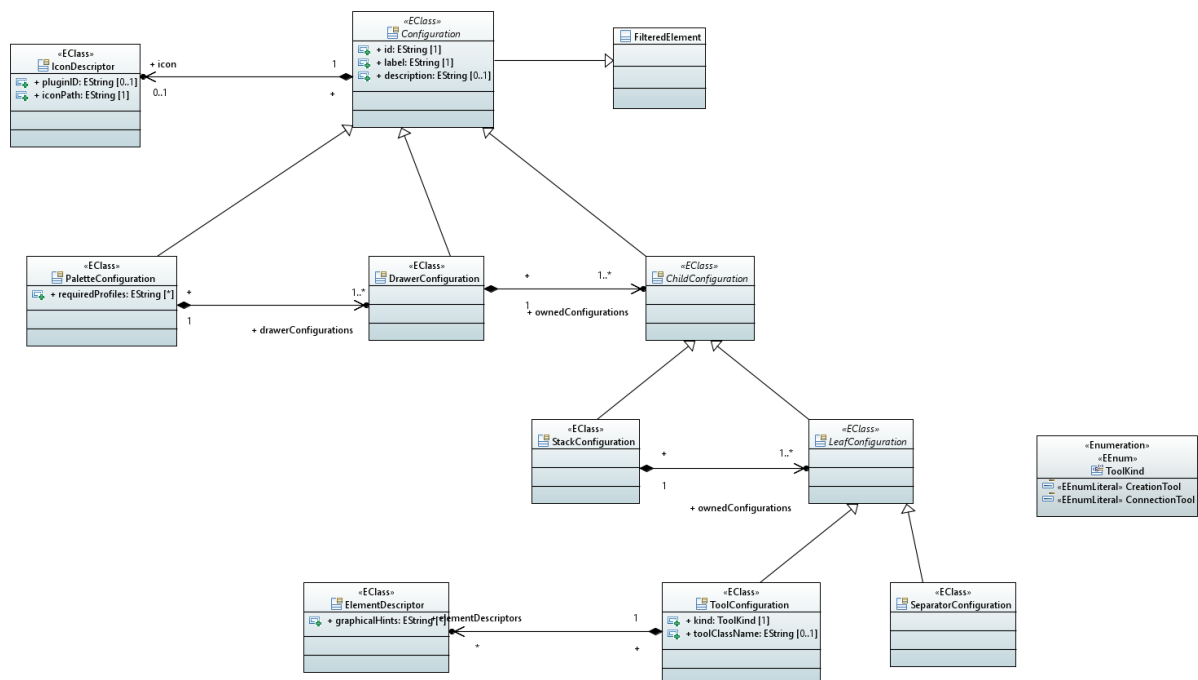 «EClass»
Configuration
+ id: EString [1]
+ label: EString [1]
+ description: EString [0..1]
FilteredElement
«EClass»
IconDescriptor
+ pluginID: EString [0..1]
+ iconPath: EString [1]
+ icon
0..1
1
+
«EClass»
PaletteConfiguration
+ requiredProfiles: EString [*]
+
1
1..*
+ drawerConfigurations
«EClass»
DrawerConfiguration
+
1
1..*
+ ownedConfigurations
«EClass»
ChildConfiguration
«EClass»
StackConfiguration
+
1
1..*
+ ownedConfigurations
«EClass»
LeafConfiguration
«Enumeration»
«EEnum»
ToolKind
«EEnumLiteral» CreationTool
«EEnumLiteral» ConnectionTool
«EClass»
ElementDescriptor
+ graphicalHints: EString [*]
+ elementDescriptors
*
1
+
«EClass»
ToolConfiguration
+ kind: ToolKind [1]
+ toolClassName: EString [0..1]
«EClass»
SeparatorConfiguration